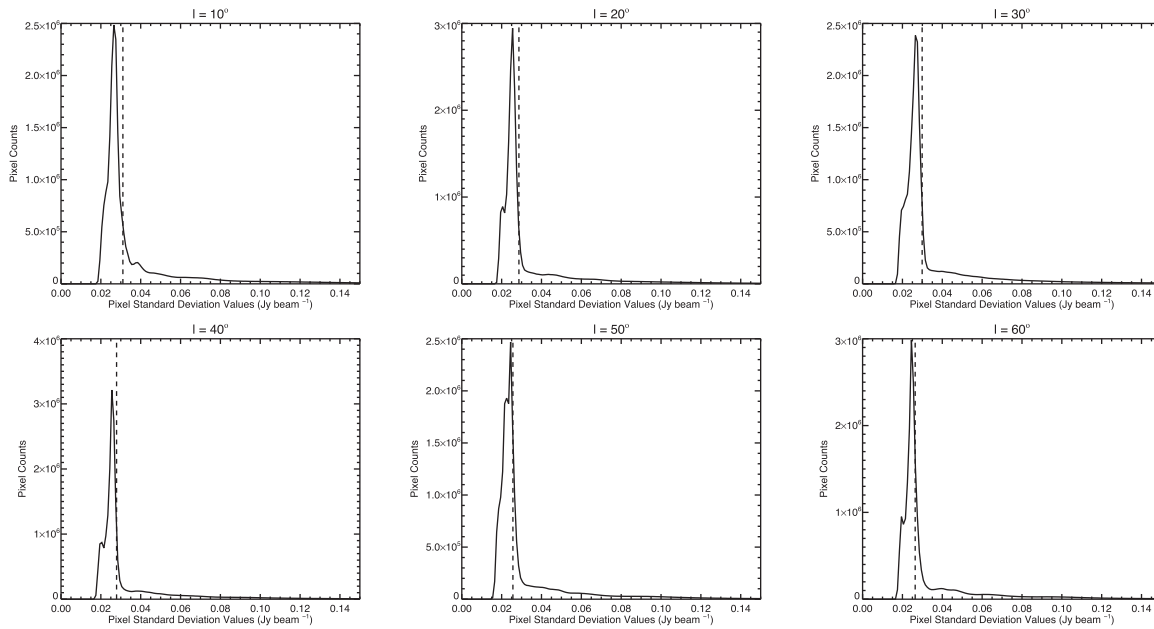 l = 10°
l = 20°
l = 30°
2.5×10⁶
2.0×10⁶
1.5×10⁶
1.0×10⁶
5.0×10⁵
0
Pixel Counts
0.00 0.02 0.04 0.06 0.08 0.10 0.12 0.14
Pixel Standard Deviation Values (Jy beam ⁻¹)
3×10⁶
2×10⁶
1×10⁶
0
Pixel Counts
0.00 0.02 0.04 0.06 0.08 0.10 0.12 0.14
Pixel Standard Deviation Values (Jy beam ⁻¹)
2.5×10⁶
2.0×10⁶
1.5×10⁶
1.0×10⁶
5.0×10⁵
0
Pixel Counts
0.00 0.02 0.04 0.06 0.08 0.10 0.12 0.14
Pixel Standard Deviation Values (Jy beam ⁻¹)
l = 40°
l = 50°
l = 60°
4×10⁶
3×10⁶
2×10⁶
1×10⁶
0
Pixel Counts
0.00 0.02 0.04 0.06 0.08 0.10 0.12 0.14
Pixel Standard Deviation Values (Jy beam ⁻¹)
2.5×10⁶
2.0×10⁶
1.5×10⁶
1.0×10⁶
5.0×10⁵
0
Pixel Counts
0.00 0.02 0.04 0.06 0.08 0.10 0.12 0.14
Pixel Standard Deviation Values (Jy beam ⁻¹)
3×10⁶
2×10⁶
1×10⁶
0
Pixel Counts
0.00 0.02 0.04 0.06 0.08 0.10 0.12 0.14
Pixel Standard Deviation Values (Jy beam ⁻¹)